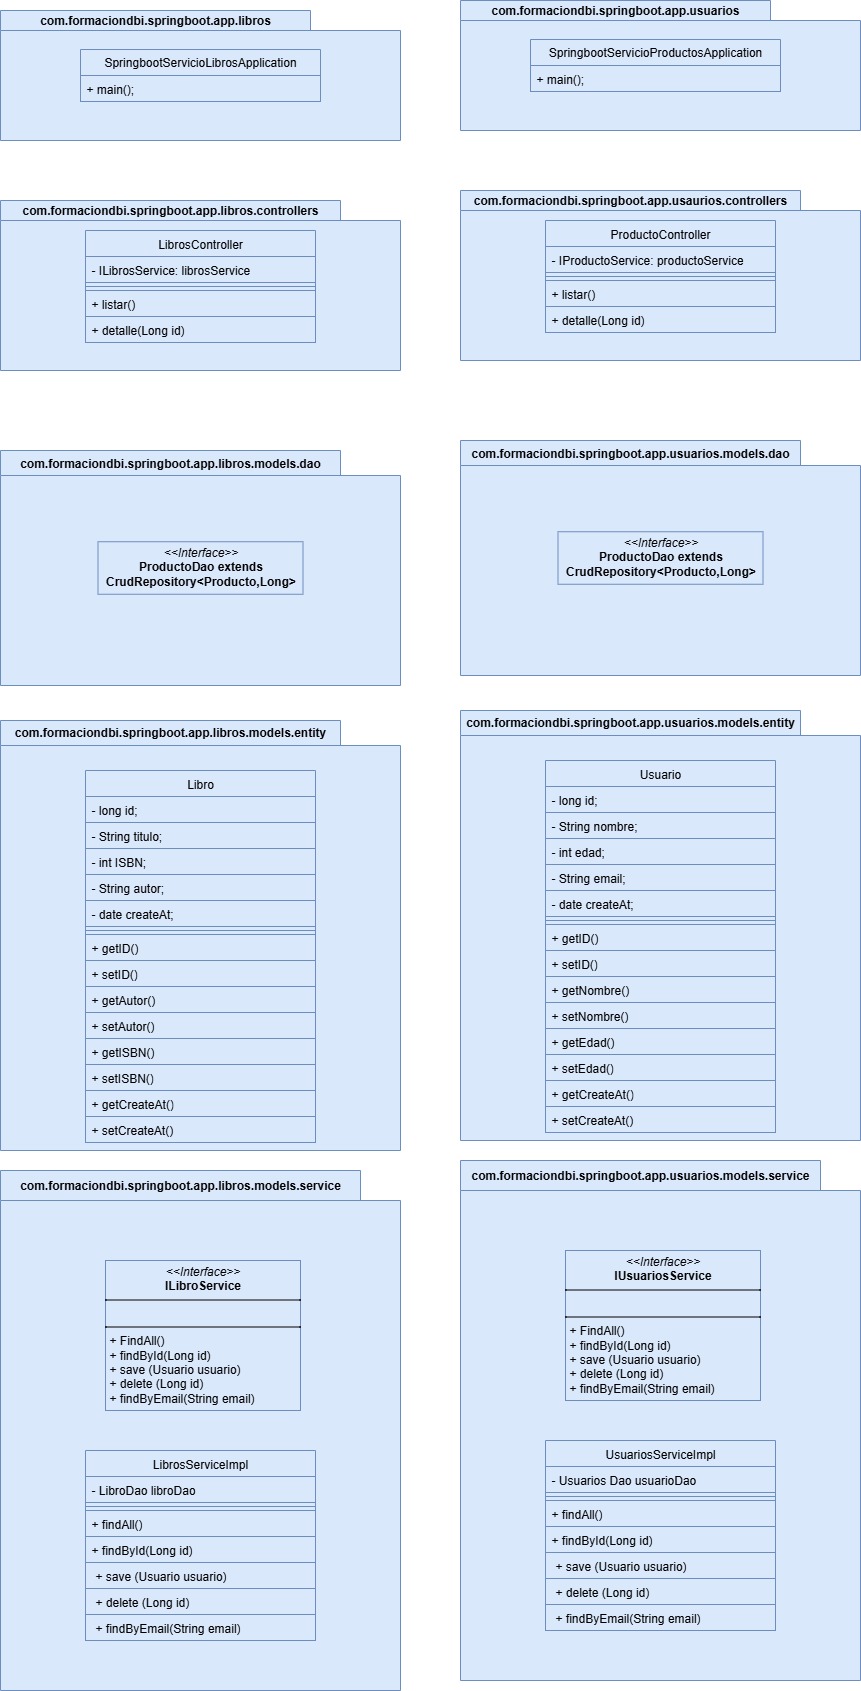 com.formaciondbi.springboot.app.libros
SpringbootServicioLibrosApplication
+ main();
com.formaciondbi.springboot.app.usuarios
SpringbootServicioProductosApplication
+ main();
com.formaciondbi.springboot.app.libros.controllers
LibrosController
- ILibrosService: librosService
+ listar()
+ detalle(Long id)
com.formaciondbi.springboot.app.usaurios.controllers
ProductoController
- IProductoService: productoService
+ listar()
+ detalle(Long id)
com.formaciondbi.springboot.app.libros.models.dao
<<Interface>>
ProductoDao extends
CrudRepository<Producto,Long>
com.formaciondbi.springboot.app.usuarios.models.dao
<<Interface>>
ProductoDao extends
CrudRepository<Producto,Long>
com.formaciondbi.springboot.app.libros.models.entity
Libro
- long id;
- String titulo;
- int ISBN;
- String autor;
- date createAt;
+ getID()
+ setID()
+ getAutor()
+ setAutor()
+ getISBN()
+ setISBN()
+ getCreateAt()
+ setCreateAt()
com.formaciondbi.springboot.app.usuarios.models.entity
Usuario
- long id;
- String nombre;
- int edad;
- String email;
- date createAt;
+ getID()
+ setID()
+ getNombre()
+ setNombre()
+ getEdad()
+ setEdad()
+ getCreateAt()
+ setCreateAt()
com.formaciondbi.springboot.app.libros.models.service
<<Interface>>
ILibroService
+ FindAll()
+ findById(Long id)
+ save (Usuario usuario)
+ delete (Long id)
+ findByEmail(String email)
LibrosServiceImpl
- LibroDao libroDao
+ findAll()
+ findById(Long id)
+ save (Usuario usuario)
+ delete (Long id)
+ findByEmail(String email)
com.formaciondbi.springboot.app.usuarios.models.service
<<Interface>>
IUsuariosService
+ FindAll()
+ findById(Long id)
+ save (Usuario usuario)
+ delete (Long id)
+ findByEmail(String email)
UsuariosServiceImpl
- Usuarios Dao usuarioDao
+ findAll()
+ findById(Long id)
+ save (Usuario usuario)
+ delete (Long id)
+ findByEmail(String email)